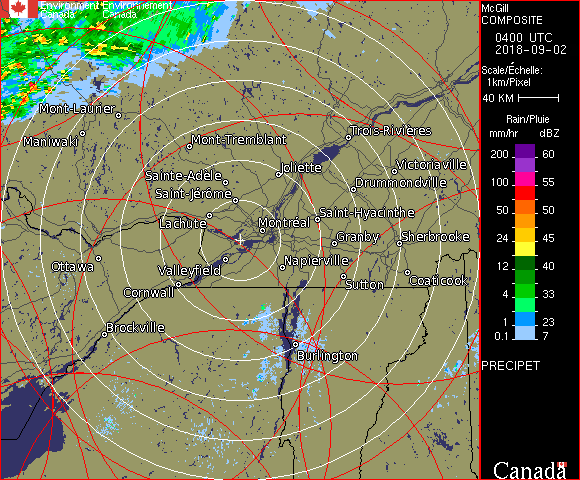 Environment Environnement
Canada Canada
McGill
COMPOSITE
0400 UTC
2018-09-02
Scale/Échelle:
1km/Pixel
40 KM
Rain/Pluie
mm/hr dBZ
200 60
100 55
50 50
24 45
12 40
4 33
1 23
0.1 7
PRECIPET
Canada
Mont-Laurier
Maniwaki
Mont-Tremblant
Trois-Rivières
Sainte-Adèle
Joliette
Victoriaville
Saint-Jérôme
Drummondville
Lachute
Montréal
Saint-Hyacinthe
Granby
Sherbrooke
Ottawa
Valleyfield
Napierville
Cornwall
Sutton
Coaticook
Brockville
Burlington